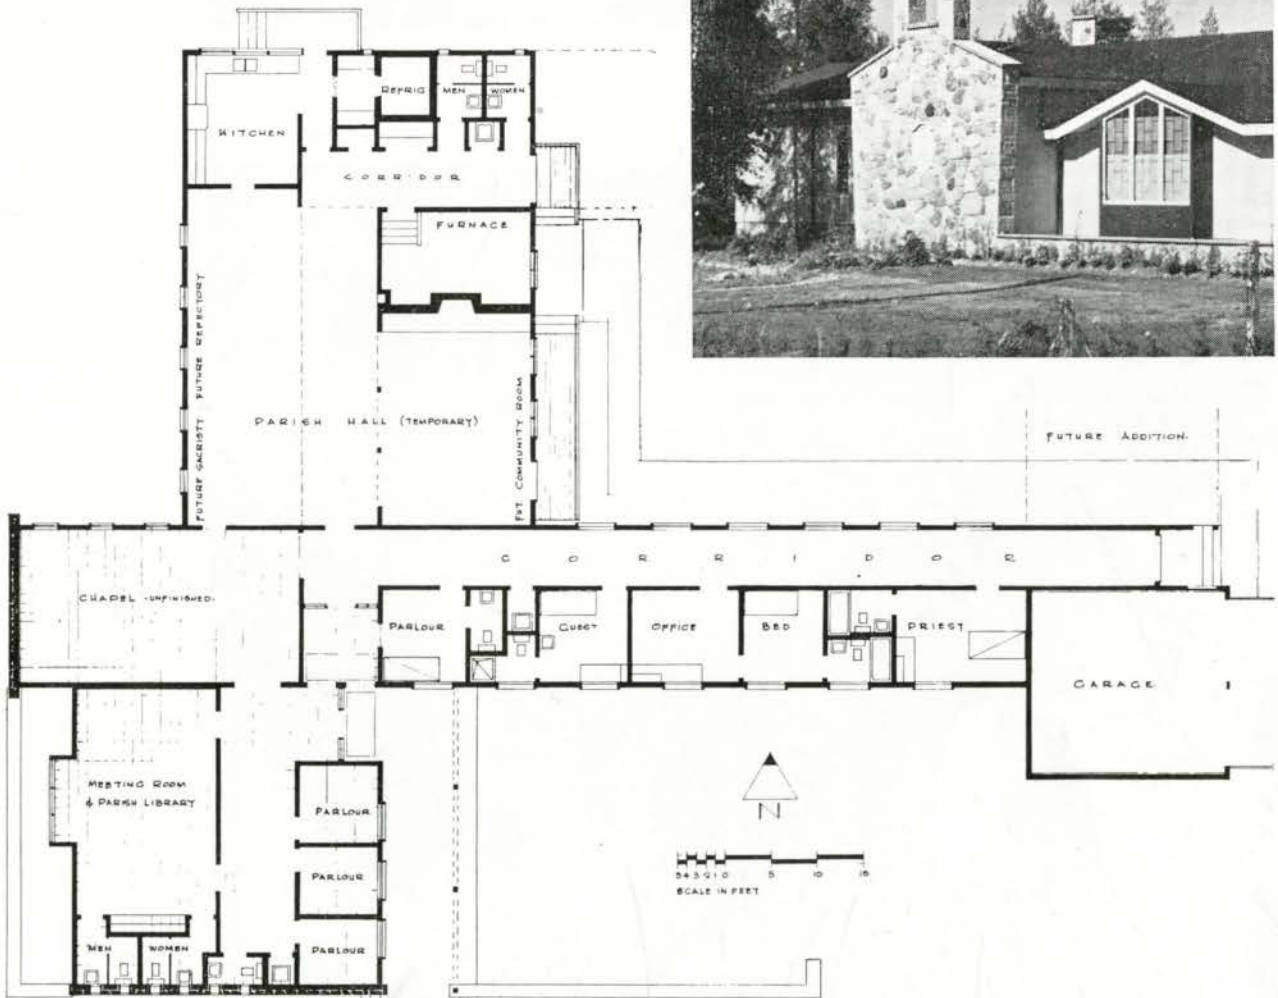 REFRIG
MEN
WOMEN
KITCHEN
CORRIDOR
FURNACE
FUTURE SACRISTY FUTURE REFECTORY
PARISH HALL (TEMPORARY)
FUT. COMMUNITY ROOM
FUTURE ADDITION.
CORRIDOR
CHAPEL -UNFINISHED-
PARLOUR
GUEST
OFFICE
BED
PRIEST
GARAGE
MEETING ROOM
& PARISH LIBRARY
PARLOUR
PARLOUR
PARLOUR
MEN
WOMEN
N
5 4 3 2 1 0 5 10 15
SCALE IN FEET